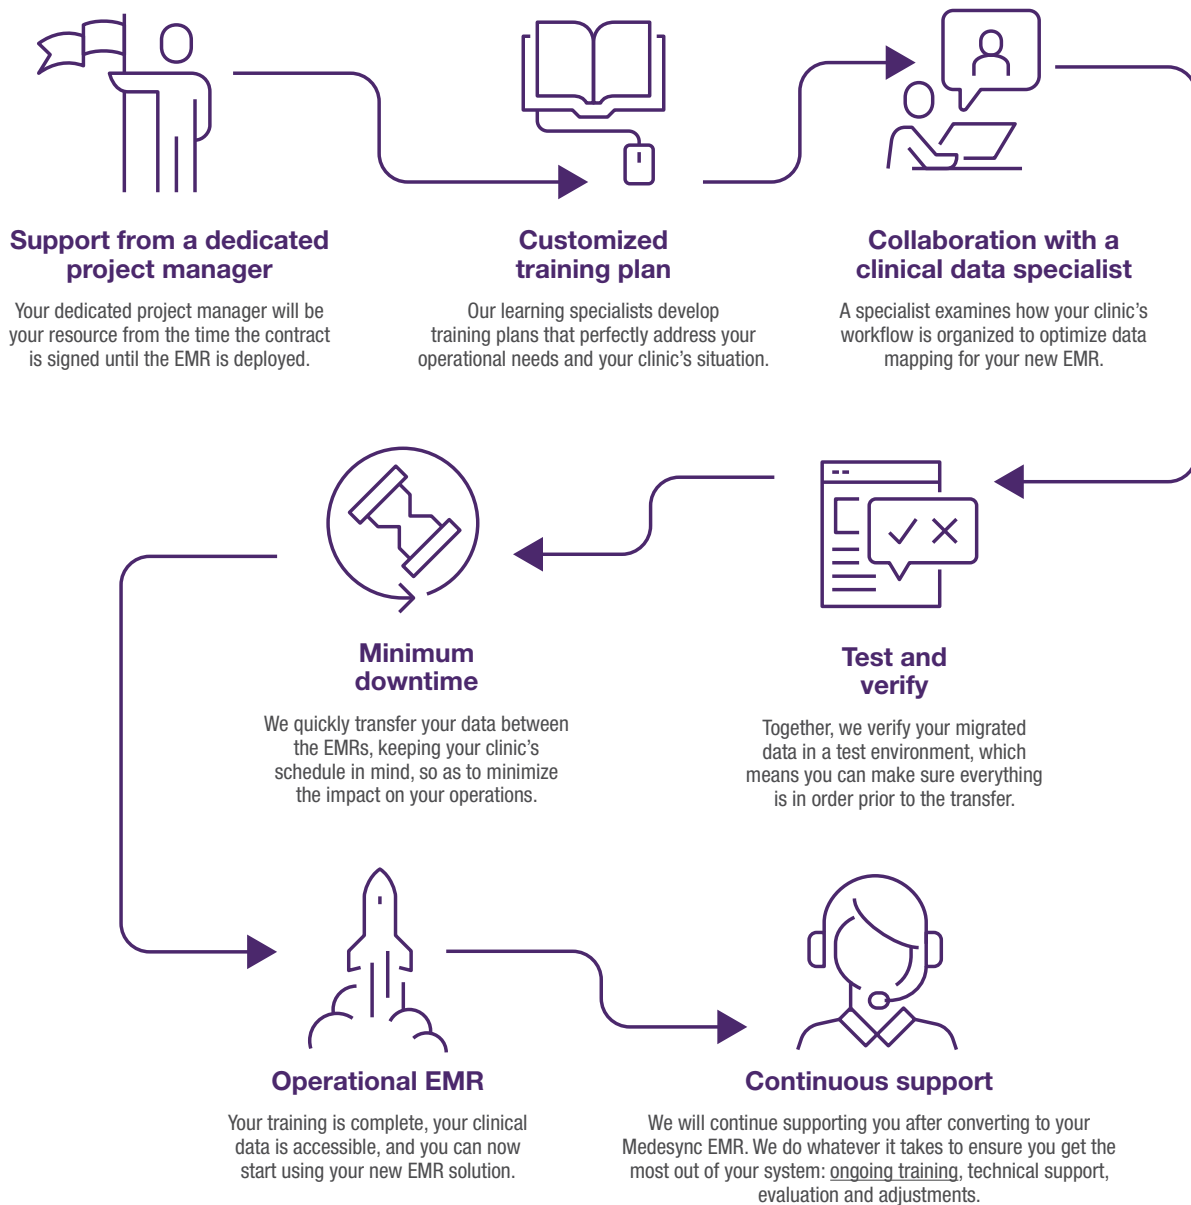 Support from a dedicated
project manager
Your dedicated project manager will be
your resource from the time the contract
is signed until the EMR is deployed.
Customized
training plan
Our learning specialists develop
training plans that perfectly address your
operational needs and your clinic’s situation.
Collaboration with a
clinical data specialist
A specialist examines how your clinic’s
workflow is organized to optimize data
mapping for your new EMR.
Test and
verify
Together, we verify your migrated
data in a test environment, which
means you can make sure everything
is in order prior to the transfer.
Minimum
downtime
We quickly transfer your data between
the EMRs, keeping your clinic’s
schedule in mind, so as to minimize
the impact on your operations.
Operational EMR
Your training is complete, your clinical
data is accessible, and you can now
start using your new EMR solution.
Continuous support
We will continue supporting you after converting to your
Medesync EMR. We do whatever it takes to ensure you get the
most out of your system: ongoing training, technical support,
evaluation and adjustments.